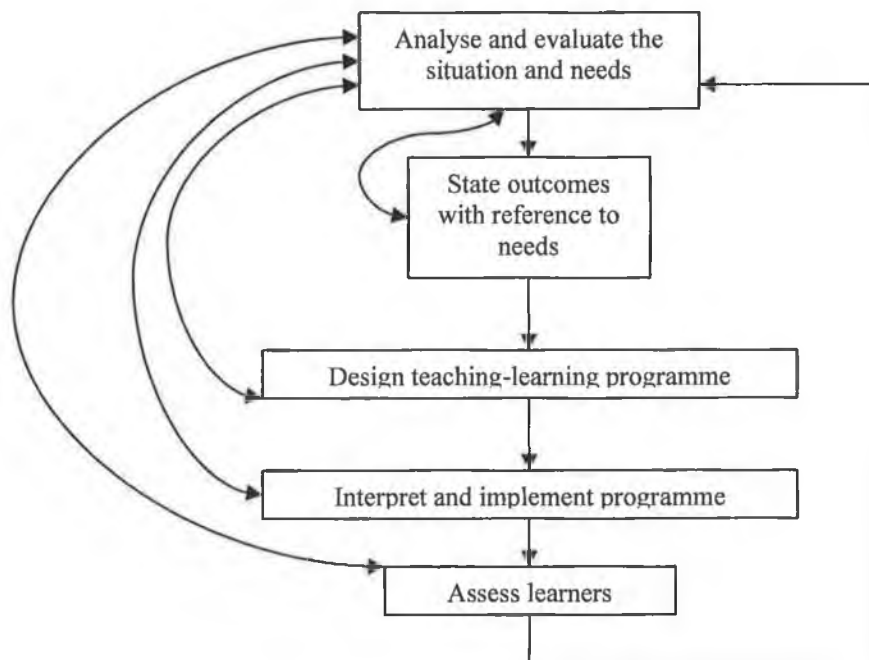 Analyse and evaluate the
situation and needs
State outcomes
with reference to
needs
Design teaching-learning programme
Interpret and implement programme
Assess learners